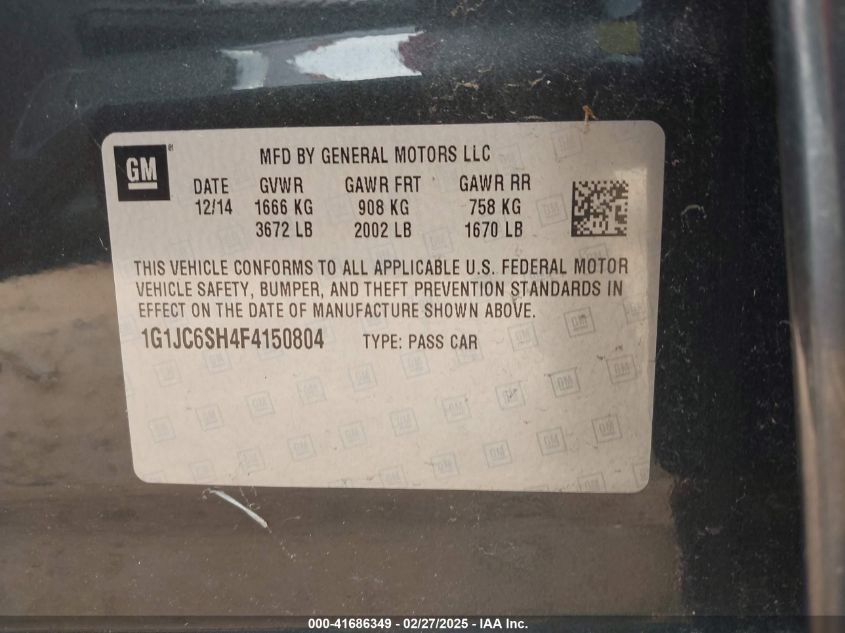 GM
MFD BY GENERAL MOTORS LLC
DATE GVWR GAWR FRT GAWR RR
12/14 1666 KG 908 KG 758 KG
3672 LB 2002 LB 1670 LB
THIS VEHICLE CONFORMS TO ALL APPLICABLE U.S. FEDERAL MOTOR
VEHICLE SAFETY, BUMPER, AND THEFT PREVENTION STANDARDS IN
EFFECT ON THE DATE OF MANUFACTURE SHOWN ABOVE.
1G1JC6SH4F4150804 TYPE: PASS CAR
000-41686349 - 02/27/2025 - IAA Inc.